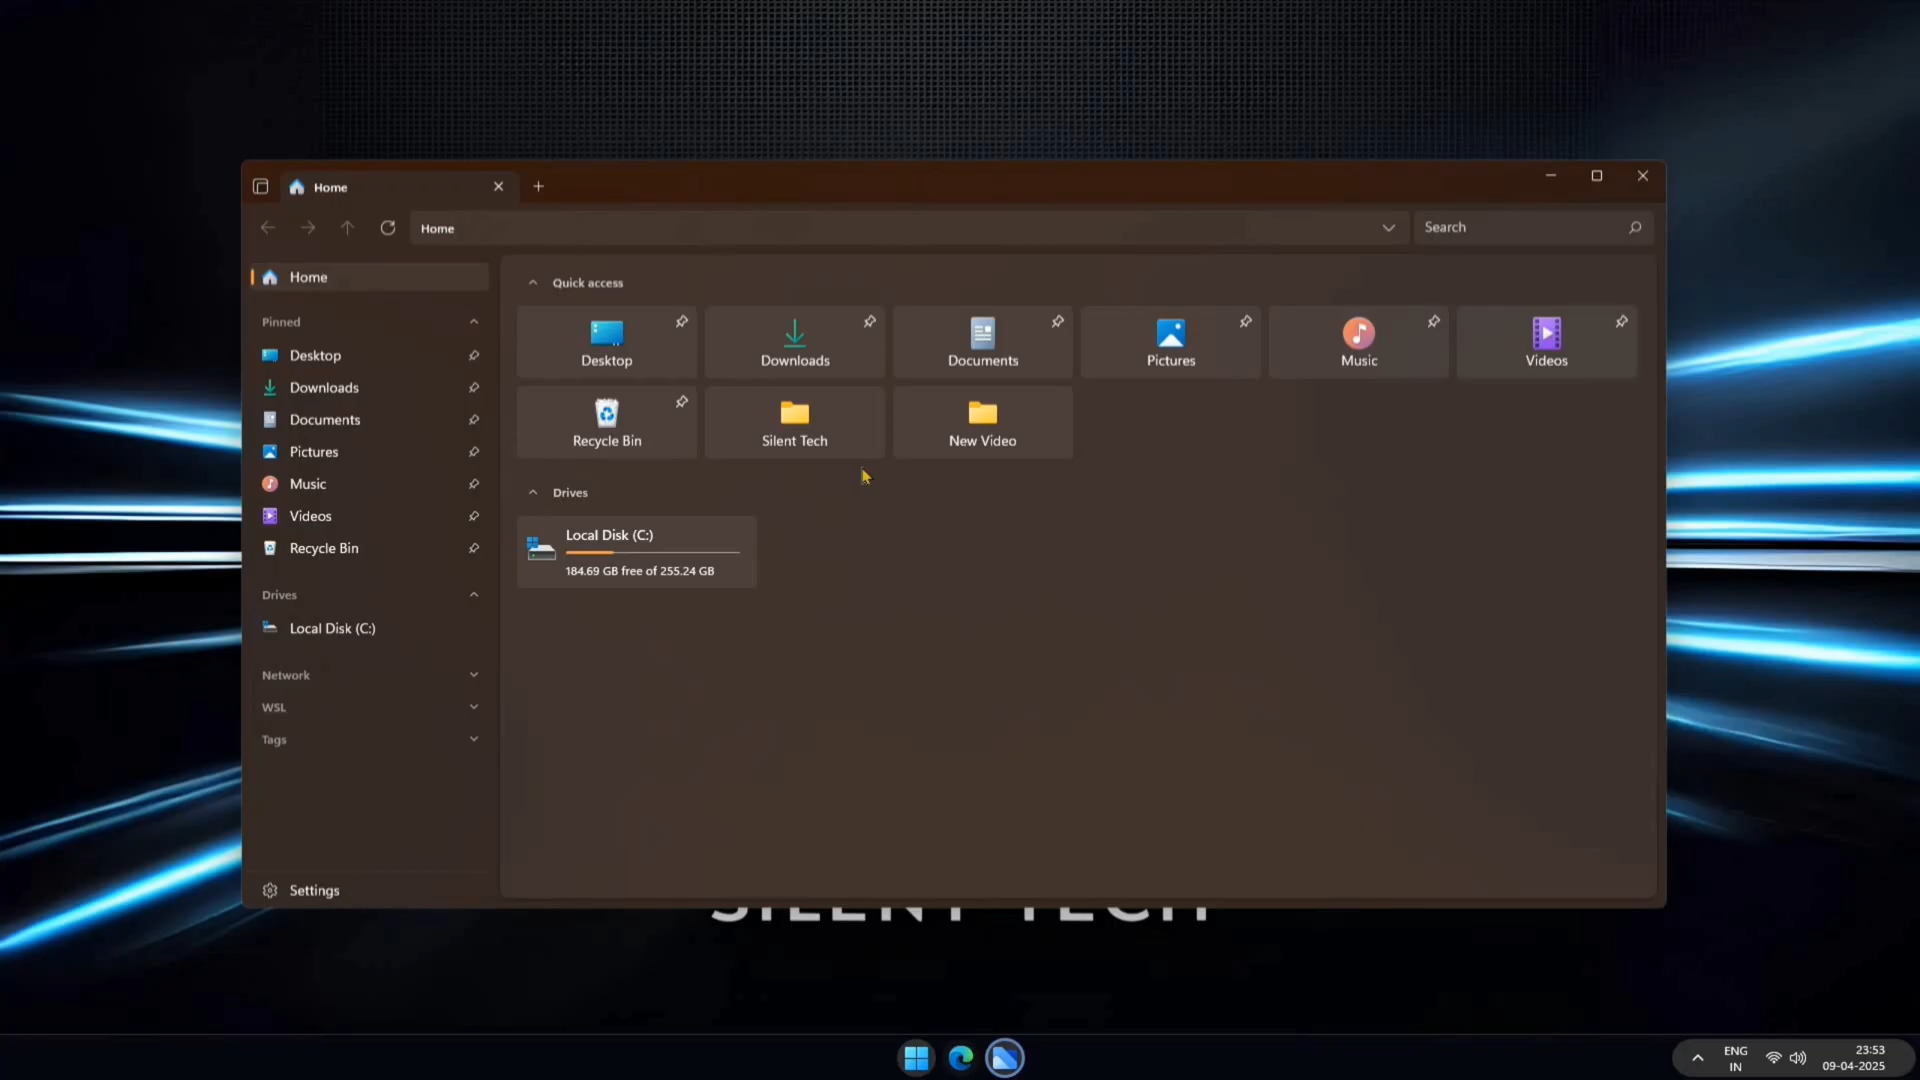 Home
Home
Search
Home
Pinned
Desktop
Downloads
Documents
Pictures
Music
Videos
Recycle Bin
Drives
Local Disk (C:)
Network
WSL
Tags
Settings
Quick access
Desktop
Downloads
Documents
Pictures
Music
Videos
Recycle Bin
Silent Tech
New Video
Drives
Local Disk (C:)
184.69 GB free of 255.24 GB
SILENT TECH
ENG
IN
23:53
09-04-2025